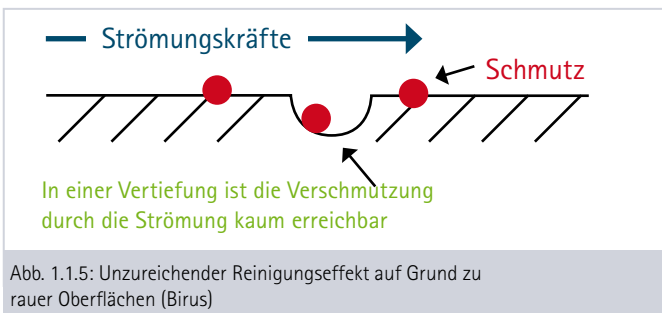 Strömungskräfte
Schmutz
In einer Vertiefung ist die Verschmutzung
durch die Strömung kaum erreichbar
Abb. 1.1.5: Unzureichender Reinigungseffekt auf Grund zu
rauer Oberflächen (Birus)